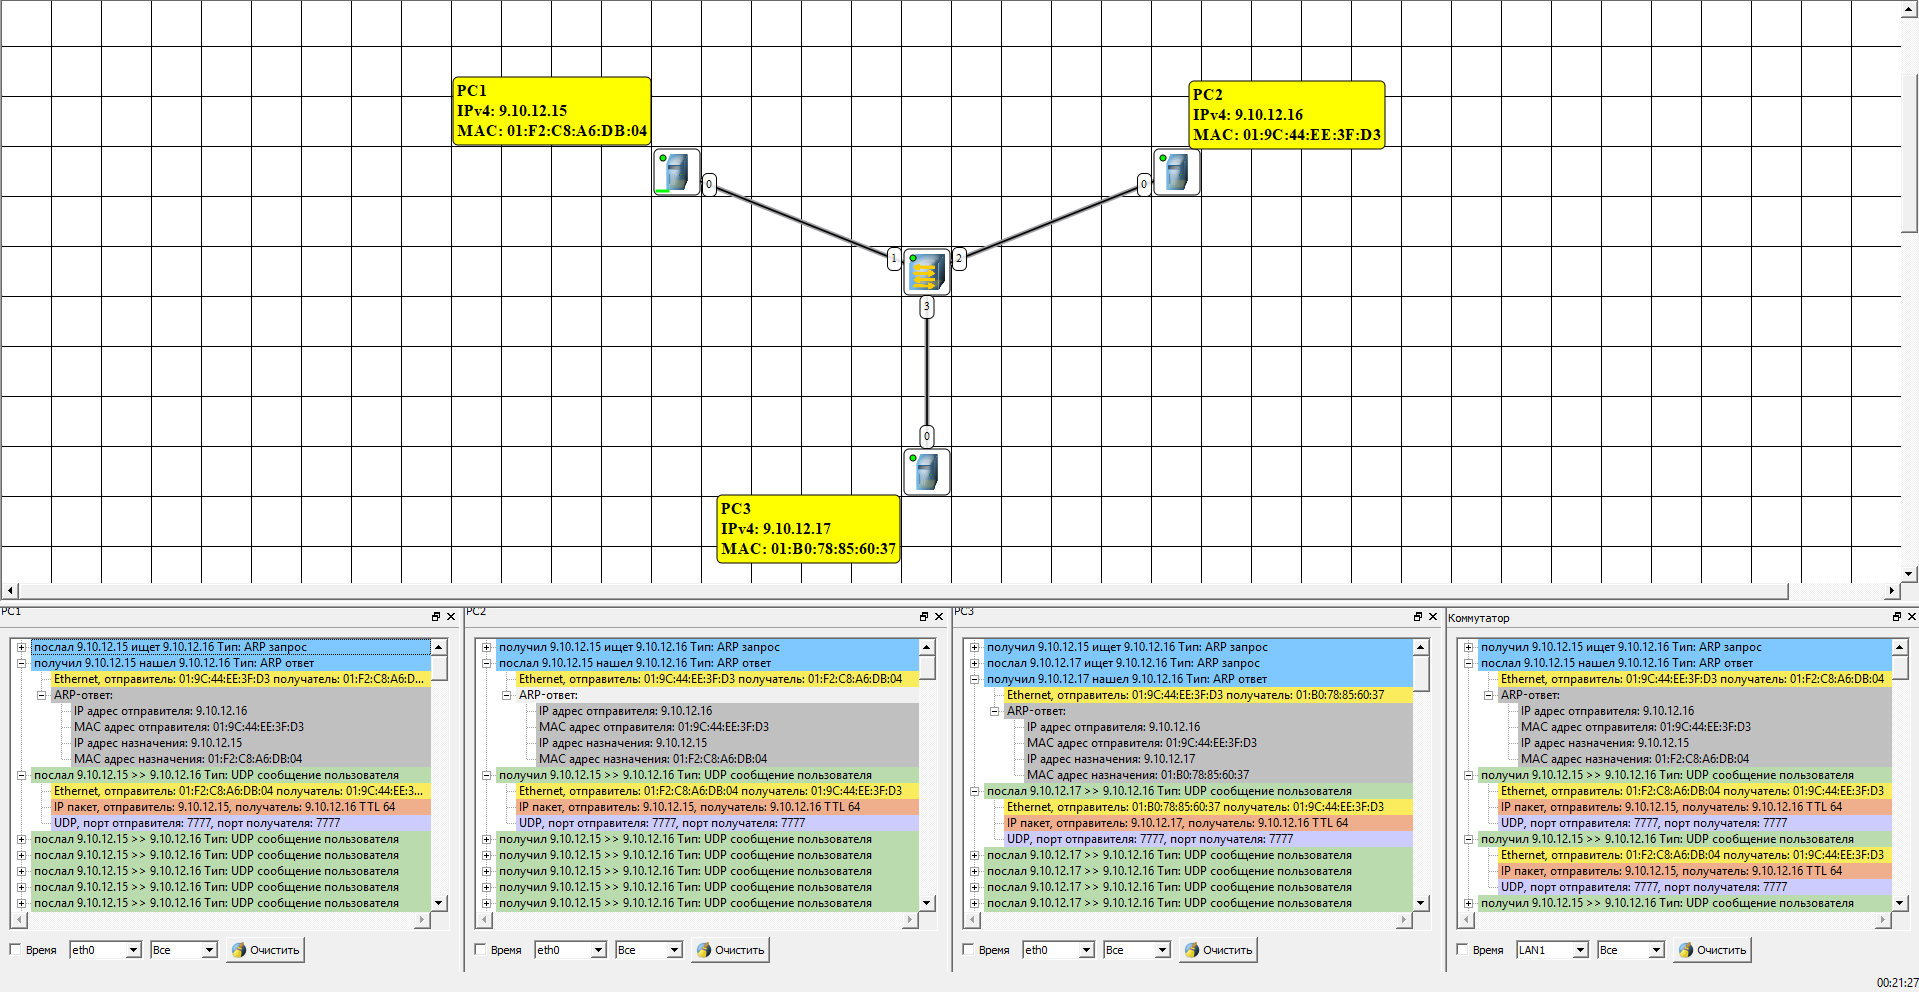 PC1
IPv4: 9.10.12.15
MAC: 01:F2:C8:A6:DB:04
PC2
IPv4: 9.10.12.16
MAC: 01:9C:44:EE:3F:D3
0
0
1
2
3
0
PC3
IPv4: 9.10.12.17
MAC: 01:B0:78:85:60:37
PC1
послал 9.10.12.15 ищет 9.10.12.16 Тип: ARP запрос
получил 9.10.12.15 нашел 9.10.12.16 Тип: ARP ответ
Ethernet, отправитель: 01:9C:44:EE:3F:D3 получатель: 01:F2:C8:A6:D...
ARP-ответ:
IP адрес отправителя: 9.10.12.16
MAC адрес отправителя: 01:9C:44:EE:3F:D3
IP адрес назначения: 9.10.12.15
MAC адрес назначения: 01:F2:C8:A6:DB:04
послал 9.10.12.15 >> 9.10.12.16 Тип: UDP сообщение пользователя
Ethernet, отправитель: 01:F2:C8:A6:DB:04 получатель: 01:9C:44:EE:3...
IP пакет, отправитель: 9.10.12.15, получатель: 9.10.12.16 TTL 64
UDP, порт отправителя: 7777, порт получателя: 7777
послал 9.10.12.15 >> 9.10.12.16 Тип: UDP сообщение пользователя
послал 9.10.12.15 >> 9.10.12.16 Тип: UDP сообщение пользователя
послал 9.10.12.15 >> 9.10.12.16 Тип: UDP сообщение пользователя
послал 9.10.12.15 >> 9.10.12.16 Тип: UDP сообщение пользователя
послал 9.10.12.15 >> 9.10.12.16 Тип: UDP сообщение пользователя
Время eth0 Все Очистить
PC2
получил 9.10.12.15 ищет 9.10.12.16 Тип: ARP запрос
послал 9.10.12.15 нашел 9.10.12.16 Тип: ARP ответ
Ethernet, отправитель: 01:9C:44:EE:3F:D3 получатель: 01:F2:C8:A6:DB:04
ARP-ответ:
IP адрес отправителя: 9.10.12.16
MAC адрес отправителя: 01:9C:44:EE:3F:D3
IP адрес назначения: 9.10.12.15
MAC адрес назначения: 01:F2:C8:A6:DB:04
получил 9.10.12.15 >> 9.10.12.16 Тип: UDP сообщение пользователя
Ethernet, отправитель: 01:F2:C8:A6:DB:04 получатель: 01:9C:44:EE:3F:D3
IP пакет, отправитель: 9.10.12.15, получатель: 9.10.12.16 TTL 64
UDP, порт отправителя: 7777, порт получателя: 7777
получил 9.10.12.15 >> 9.10.12.16 Тип: UDP сообщение пользователя
получил 9.10.12.15 >> 9.10.12.16 Тип: UDP сообщение пользователя
получил 9.10.12.15 >> 9.10.12.16 Тип: UDP сообщение пользователя
получил 9.10.12.15 >> 9.10.12.16 Тип: UDP сообщение пользователя
получил 9.10.12.15 >> 9.10.12.16 Тип: UDP сообщение пользователя
Время eth0 Все Очистить
PC3
получил 9.10.12.15 ищет 9.10.12.16 Тип: ARP запрос
послал 9.10.12.17 ищет 9.10.12.16 Тип: ARP запрос
получил 9.10.12.17 нашел 9.10.12.16 Тип: ARP ответ
Ethernet, отправитель: 01:9C:44:EE:3F:D3 получатель: 01:B0:78:85:60:37
ARP-ответ:
IP адрес отправителя: 9.10.12.16
MAC адрес отправителя: 01:9C:44:EE:3F:D3
IP адрес назначения: 9.10.12.17
MAC адрес назначения: 01:B0:78:85:60:37
послал 9.10.12.17 >> 9.10.12.16 Тип: UDP сообщение пользователя
Ethernet, отправитель: 01:B0:78:85:60:37 получатель: 01:9C:44:EE:3F:D3
IP пакет, отправитель: 9.10.12.17, получатель: 9.10.12.16 TTL 64
UDP, порт отправителя: 7777, порт получателя: 7777
послал 9.10.12.17 >> 9.10.12.16 Тип: UDP сообщение пользователя
послал 9.10.12.17 >> 9.10.12.16 Тип: UDP сообщение пользователя
послал 9.10.12.17 >> 9.10.12.16 Тип: UDP сообщение пользователя
послал 9.10.12.17 >> 9.10.12.16 Тип: UDP сообщение пользователя
Время eth0 Все Очистить
Коммутатор
получил 9.10.12.15 ищет 9.10.12.16 Тип: ARP запрос
послал 9.10.12.15 нашел 9.10.12.16 Тип: ARP ответ
Ethernet, отправитель: 01:9C:44:EE:3F:D3 получатель: 01:F2:C8:A6:DB:04
ARP-ответ:
IP адрес отправителя: 9.10.12.16
MAC адрес отправителя: 01:9C:44:EE:3F:D3
IP адрес назначения: 9.10.12.15
MAC адрес назначения: 01:F2:C8:A6:DB:04
получил 9.10.12.15 >> 9.10.12.16 Тип: UDP сообщение пользователя
Ethernet, отправитель: 01:F2:C8:A6:DB:04 получатель: 01:9C:44:EE:3F:D3
IP пакет, отправитель: 9.10.12.15, получатель: 9.10.12.16 TTL 64
UDP, порт отправителя: 7777, порт получателя: 7777
получил 9.10.12.15 >> 9.10.12.16 Тип: UDP сообщение пользователя
Ethernet, отправитель: 01:F2:C8:A6:DB:04 получатель: 01:9C:44:EE:3F:D3
IP пакет, отправитель: 9.10.12.15, получатель: 9.10.12.16 TTL 64
UDP, порт отправителя: 7777, порт получателя: 7777
получил 9.10.12.15 >> 9.10.12.16 Тип: UDP сообщение пользователя
Время LAN1 Все Очистить
00:21:27